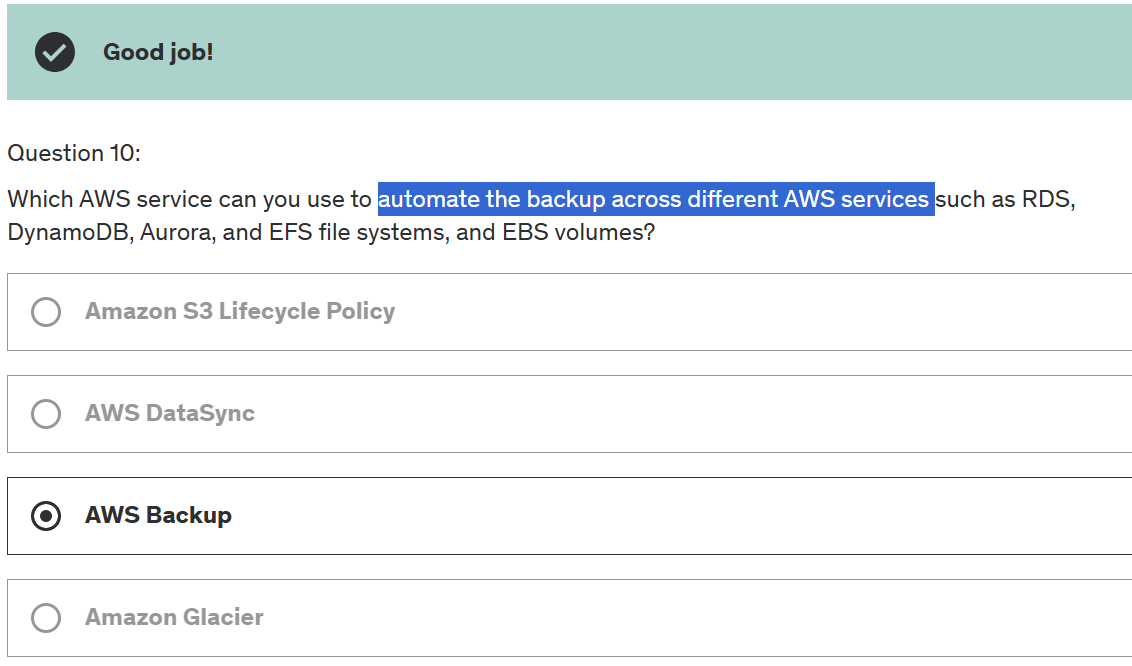 Good job!
Question 10:
Which AWS service can you use to automate the backup across different AWS services such as RDS,
DynamoDB, Aurora, and EFS file systems, and EBS volumes?
Amazon S3 Lifecycle Policy
AWS DataSync
AWS Backup
Amazon Glacier